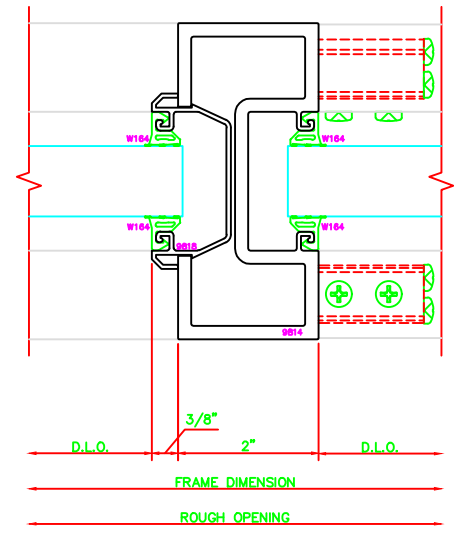 W164 W164
W164 W164
9818
9814
3/8"
D.L.O. 2" D.L.O.
FRAME DIMENSION
ROUGH OPENING